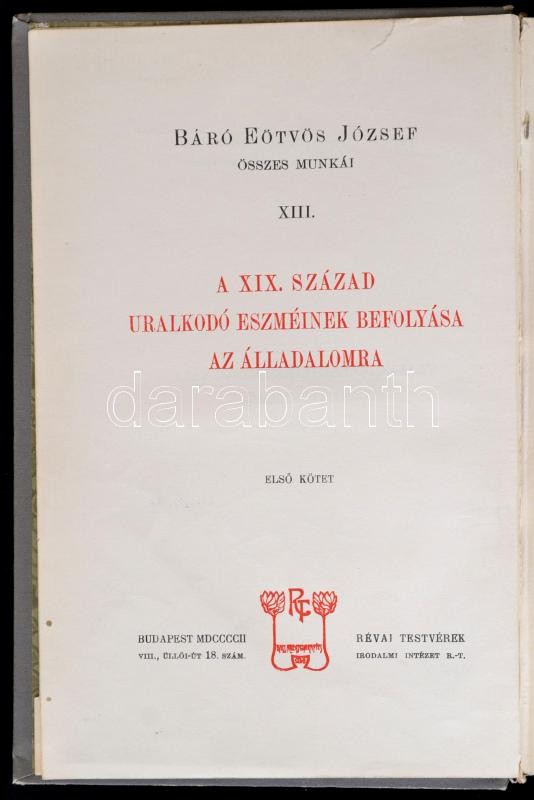 BÁRÓ EÖTVÖS JÓZSEF
ÖSSZES MUNKÁI
XIII.
A XIX. SZÁZAD
URALKODÓ ESZMÉINEK BEFOLYÁSA
AZ ÁLLADALOMRA
darabanth
ELSŐ KÖTET
BUDAPEST MDCCCCII
VIII., ÜLLŐI-ÚT 18. SZÁM.
RÉVAI TESTVÉREK
IRODALMI INTÉZET R.-T.